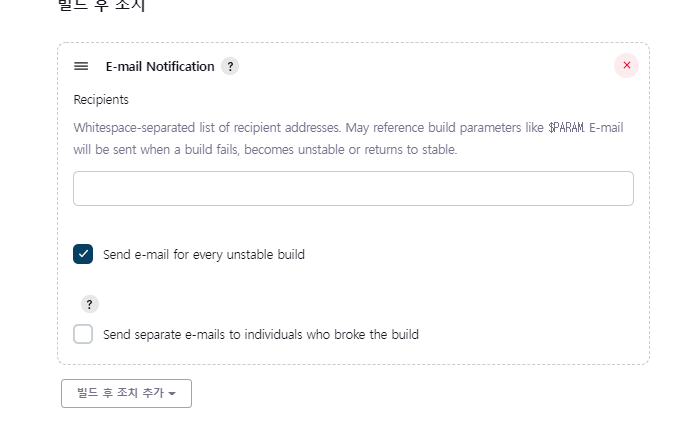 빌드 후 조치
E-mail Notification ?
Recipients
Whitespace-separated list of recipient addresses. May reference build parameters like $PARAM. E-mail
will be sent when a build fails, becomes unstable or returns to stable.
Send e-mail for every unstable build
?
Send separate e-mails to individuals who broke the build
빌드 후 조치 추가